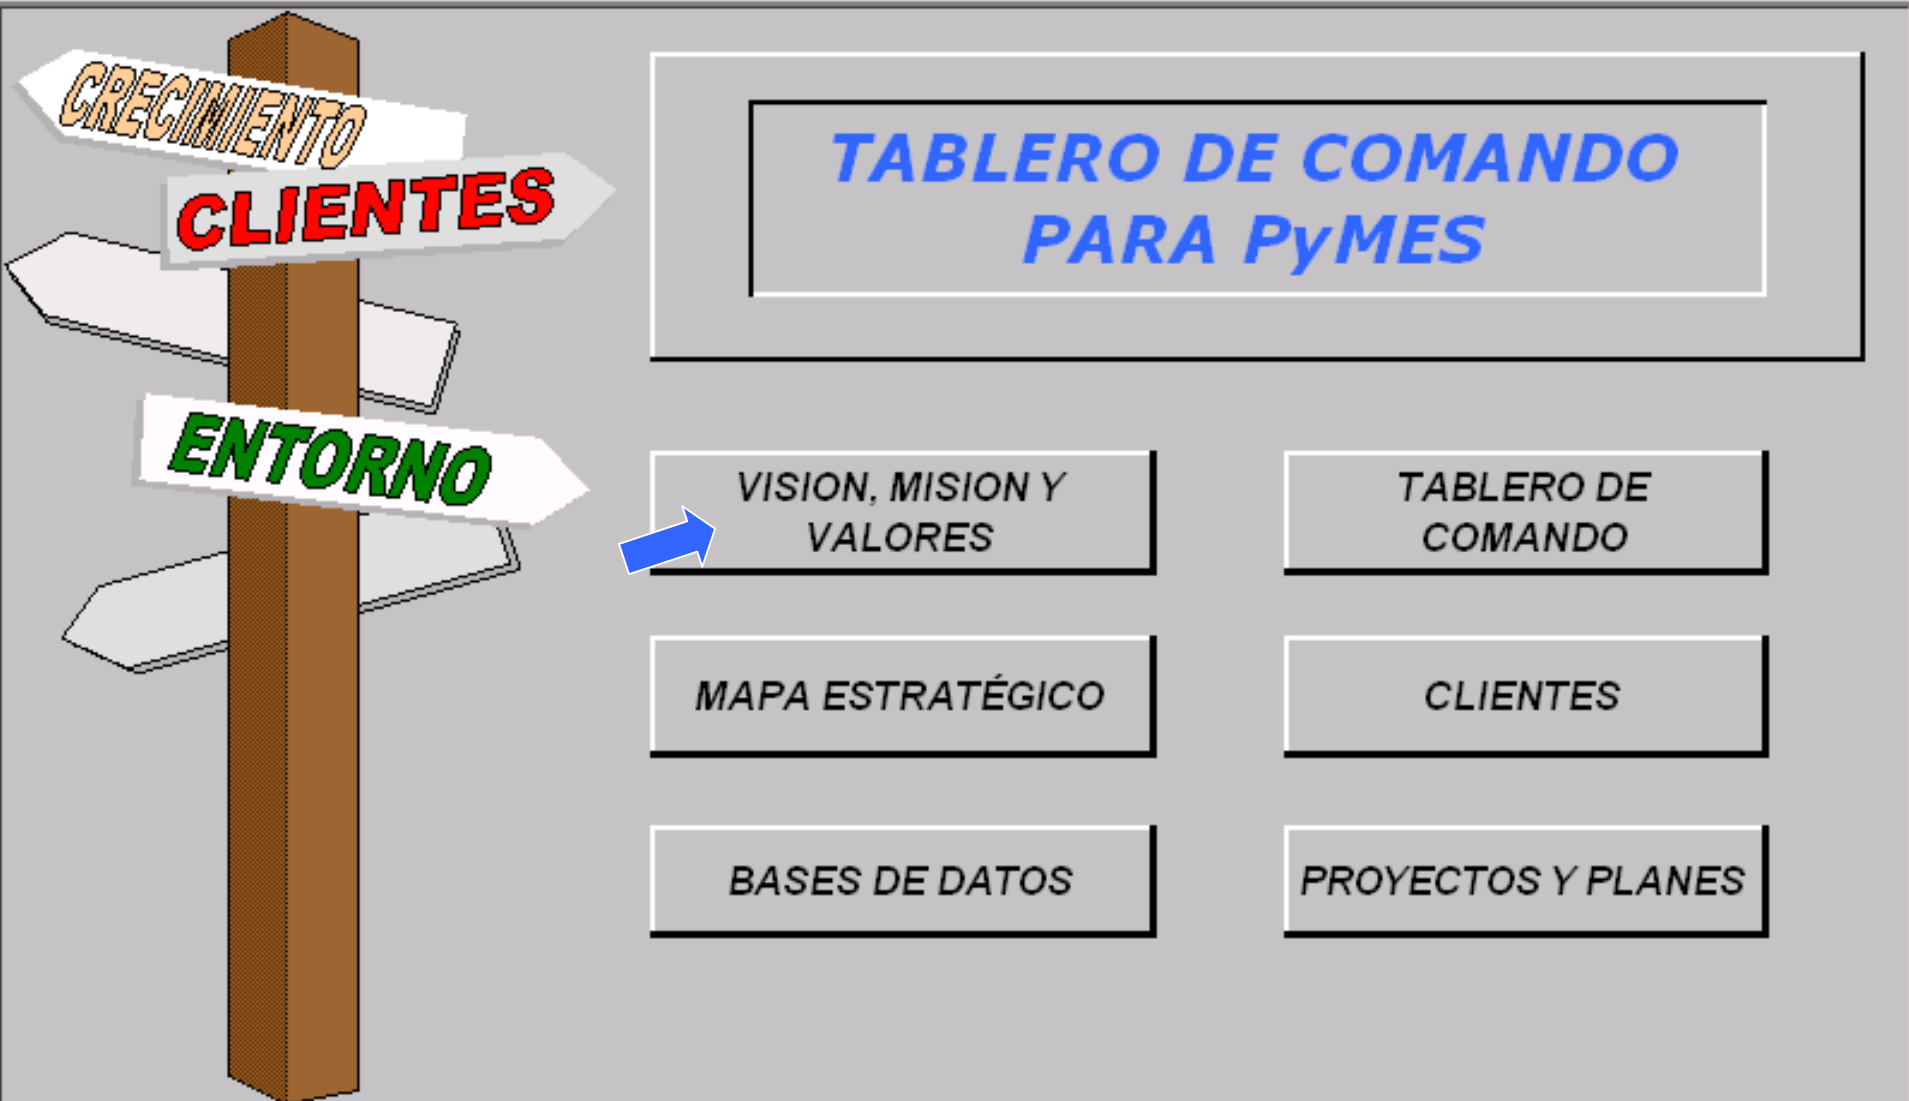 CRECIMIENTO
CLIENTES
ENTORNO
TABLERO DE COMANDO
PARA PyMES
VISION, MISION Y
VALORES
TABLERO DE
COMANDO
MAPA ESTRATÉGICO
CLIENTES
BASES DE DATOS
PROYECTOS Y PLANES